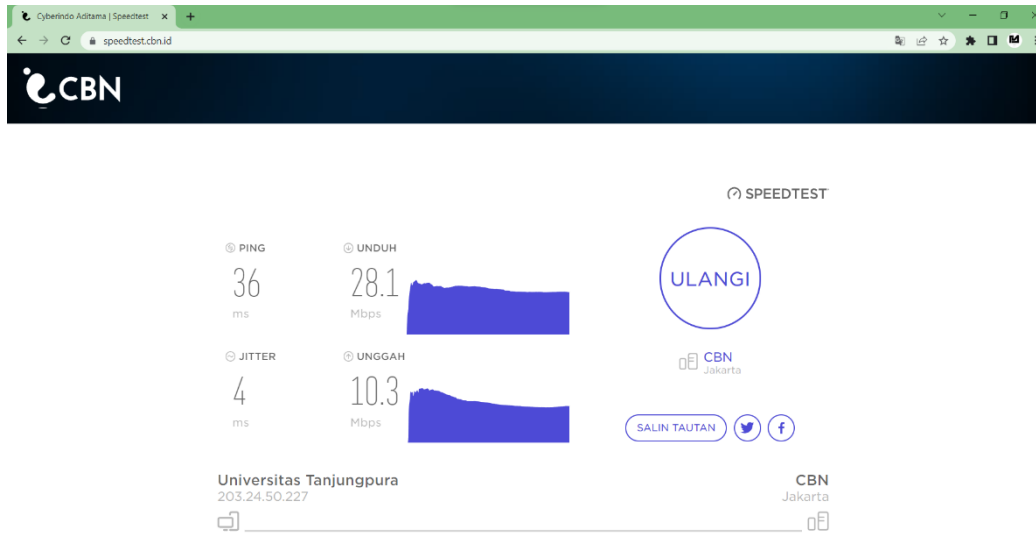 Cyberindo Aditama | Speedtest
speedtest.cbn.id
CBN
SPEEDTEST
PING
36
ms
UNDUH
28.1
Mbps
ULANGI
JITTER
4
ms
UNGGAH
10.3
Mbps
CBN
Jakarta
SALIN TAUTAN
Universitas Tanjungpura
203.24.50.227
CBN
Jakarta